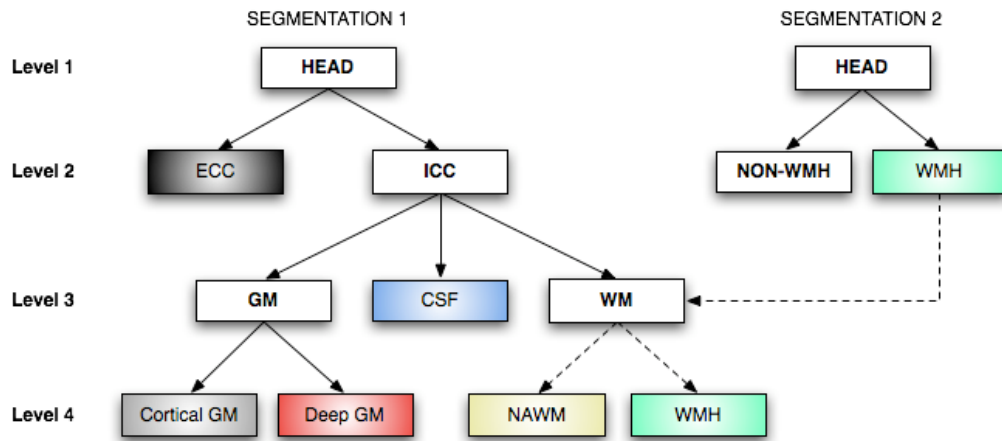 SEGMENTATION 1 SEGMENTATION 2
Level 1 HEAD HEAD
Level 2 ECC ICC NON-WMH WMH
Level 3 GM CSF WM
Level 4 Cortical GM Deep GM NAWM WMH